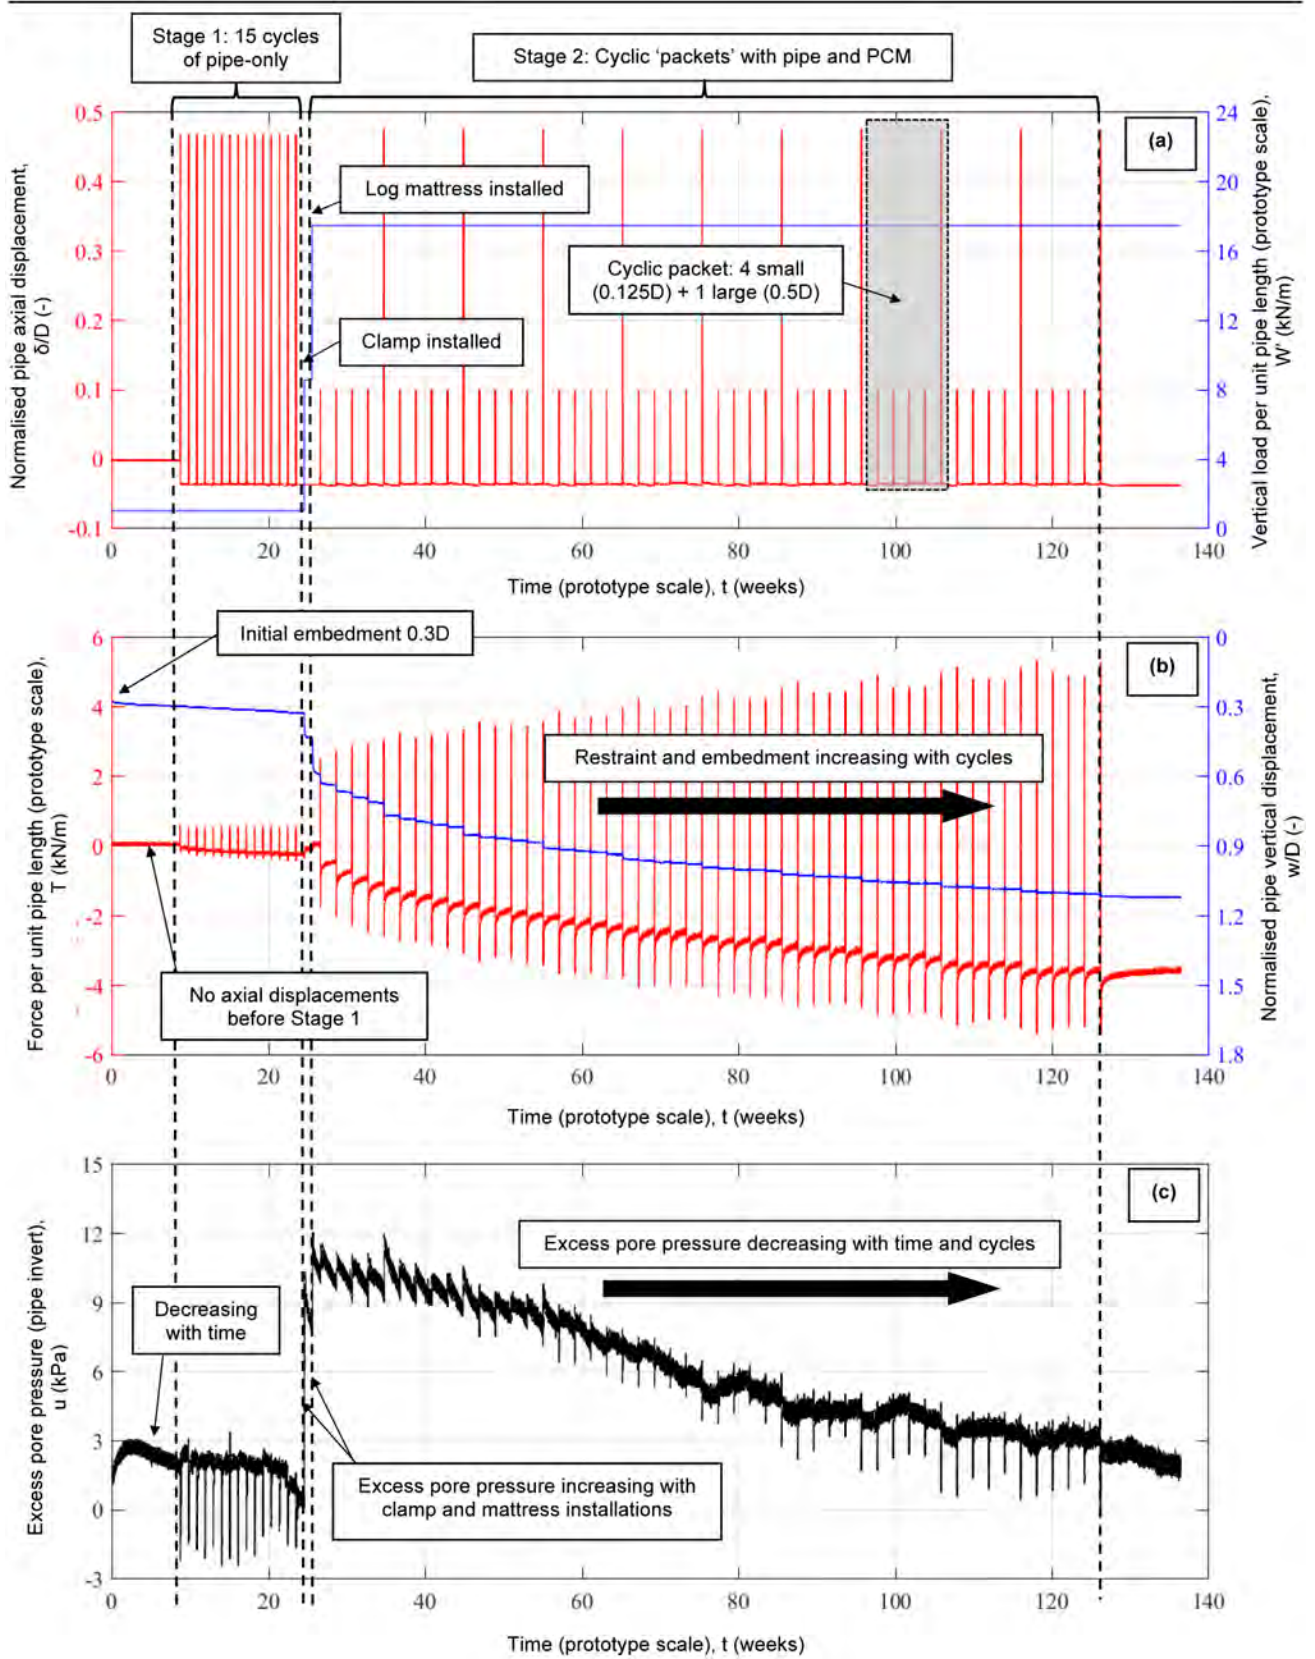 Stage 1: 15 cycles
of pipe-only
Stage 2: Cyclic ‘packets’ with pipe and PCM
Normalised pipe axial displacement,
δ/D (-)
0.5
0.4
0.3
0.2
0.1
0
-0.1
(a)
Log mattress installed
Cyclic packet: 4 small
(0.125D) + 1 large (0.5D)
Clamp installed
24
20
16
12
8
4
0
Vertical load per unit pipe length (prototype scale),
W' (kN/m)
0 20 40 60 80 100 120 140
Time (prototype scale), t (weeks)
Initial embedment 0.3D
Force per unit pipe length (prototype scale),
T (kN/m)
6
4
2
0
-2
-4
-6
(b)
Restraint and embedment increasing with cycles
No axial displacements
before Stage 1
0
0.3
0.6
0.9
1.2
1.5
1.8
Normalised pipe vertical displacement,
w/D (-)
0 20 40 60 80 100 120 140
Time (prototype scale), t (weeks)
Excess pore pressure (pipe invert),
u (kPa)
15
12
9
6
3
0
-3
(c)
Excess pore pressure decreasing with time and cycles
Decreasing
with time
Excess pore pressure increasing with
clamp and mattress installations
0 20 40 60 80 100 120 140
Time (prototype scale), t (weeks)